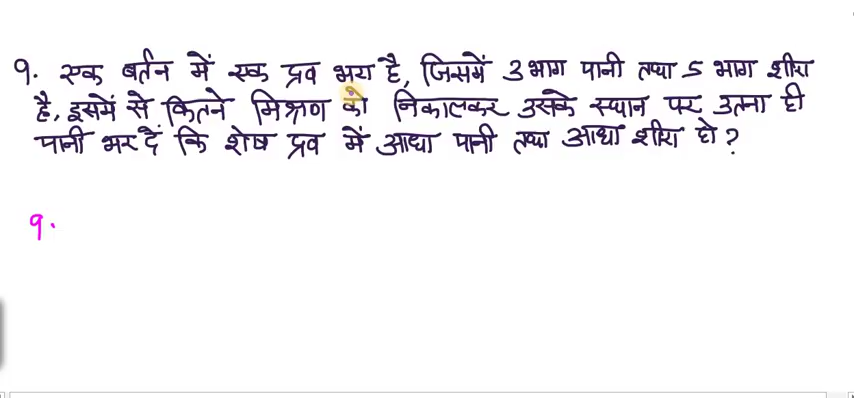 9. एक बर्तन में एक द्रव भरा है, जिसमें 3 भाग पानी तथा 5 भाग शीरा
है, इसमें से कितने मिश्रण को निकालकर उसके स्थान पर उतना ही
पानी भर दें कि शेष द्रव में आधा पानी तथा आधा शीरा हो?
9.